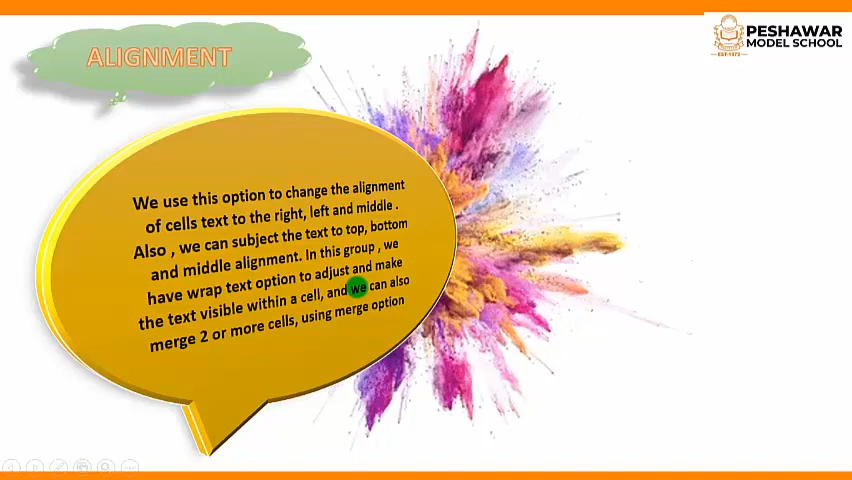 ALIGNMENT
PESHAWAR
MODEL SCHOOL
EST:1973
We use this option to change the alignment
of cells text to the right, left and middle .
Also , we can subject the text to top, bottom
and middle alignment. In this group , we
have wrap text option to adjust and make
the text visible within a cell, and we can also
merge 2 or more cells, using merge option